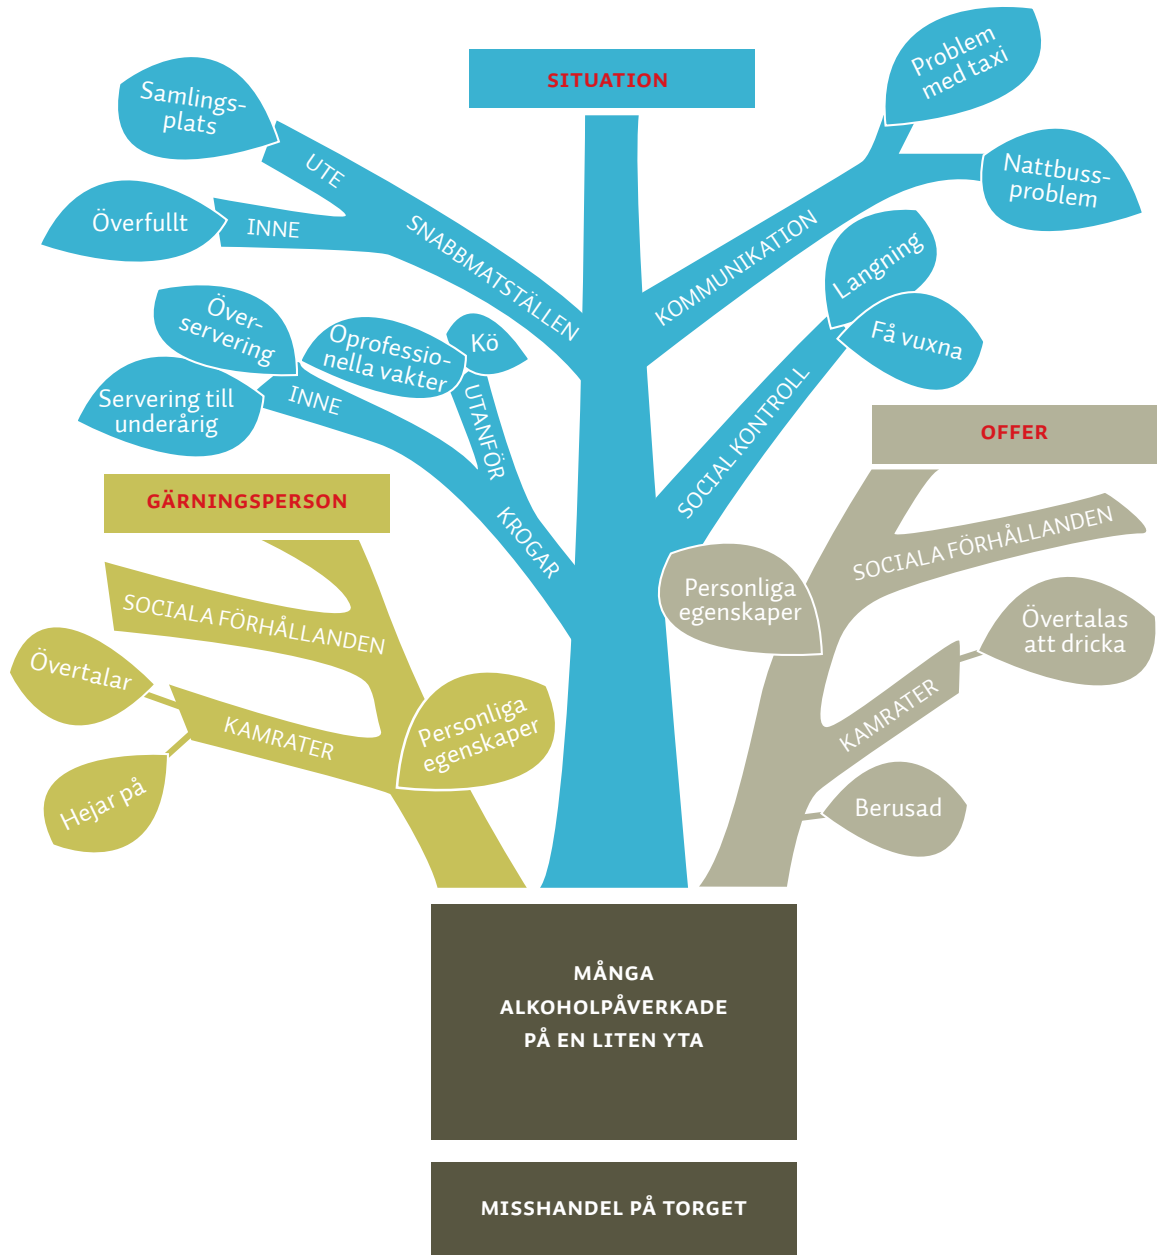 SITUATION
Problem
med taxi
Samlings-
plats
UTE
Nattbuss-
problem
Överfullt
INNE
SNABBMATSTÄLLEN
KOMMUNIKATION
Langning
Få vuxna
SOCIAL KONTROLL
Över-
servering
Oprofessio-
nella vakter
Kö
Servering till
underårig
INNE
UTANFÖR
KROGAR
OFFER
GÄRNINGSPERSON
SOCIALA FÖRHÅLLANDEN
Personliga
egenskaper
SOCIALA FÖRHÅLLANDEN
Övertalas
att dricka
Övertalar
KAMRATER
Personliga
egenskaper
KAMRATER
Hejar på
Berusad
MÅNGA
ALKOHOLPÅVERKADE
PÅ EN LITEN YTA
MISSHANDEL PÅ TORGET